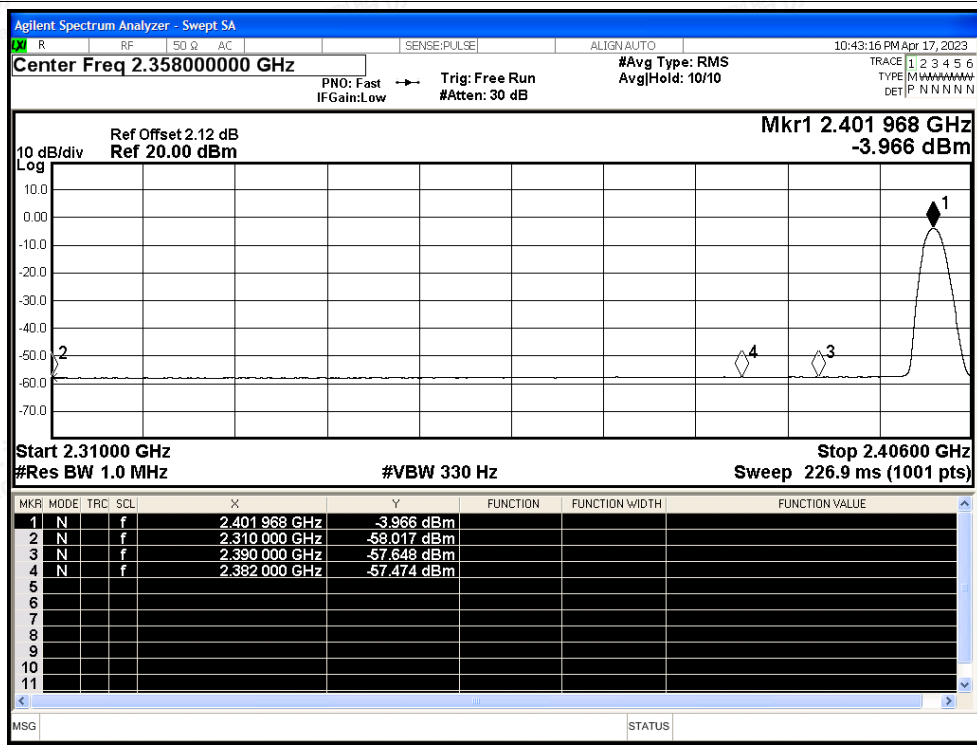 Agilent Spectrum Analyzer - Swept SA
LXI R RF 50 Ω AC SENSE:PULSE ALIGN AUTO 10:43:16 PM Apr 17, 2023
Center Freq 2.358000000 GHz
PNO: Fast
IFGain:Low
Trig: Free Run
#Atten: 30 dB
#Avg Type: RMS
Avg|Hold: 10/10
TRACE 1 2 3 4 5 6
TYPE M WWWWW
DET P N N N N N
Ref Offset 2.12 dB
10 dB/div Ref 20.00 dBm
Log
Mkr1 2.401 968 GHz
-3.966 dBm
10.0
0.00
-10.0
-20.0
-30.0
-40.0
-50.0
-60.0
-70.0
1
2
4
3
Start 2.31000 GHz Stop 2.40600 GHz
#Res BW 1.0 MHz #VBW 330 Hz Sweep 226.9 ms (1001 pts)
MKR MODE TRC SCL X Y FUNCTION FUNCTION WIDTH FUNCTION VALUE
1 N f 2.401 968 GHz -3.966 dBm
2 N f 2.310 000 GHz -58.017 dBm
3 N f 2.390 000 GHz -57.648 dBm
4 N f 2.382 000 GHz -57.474 dBm
5
6
7
8
9
10
11
MSG STATUS